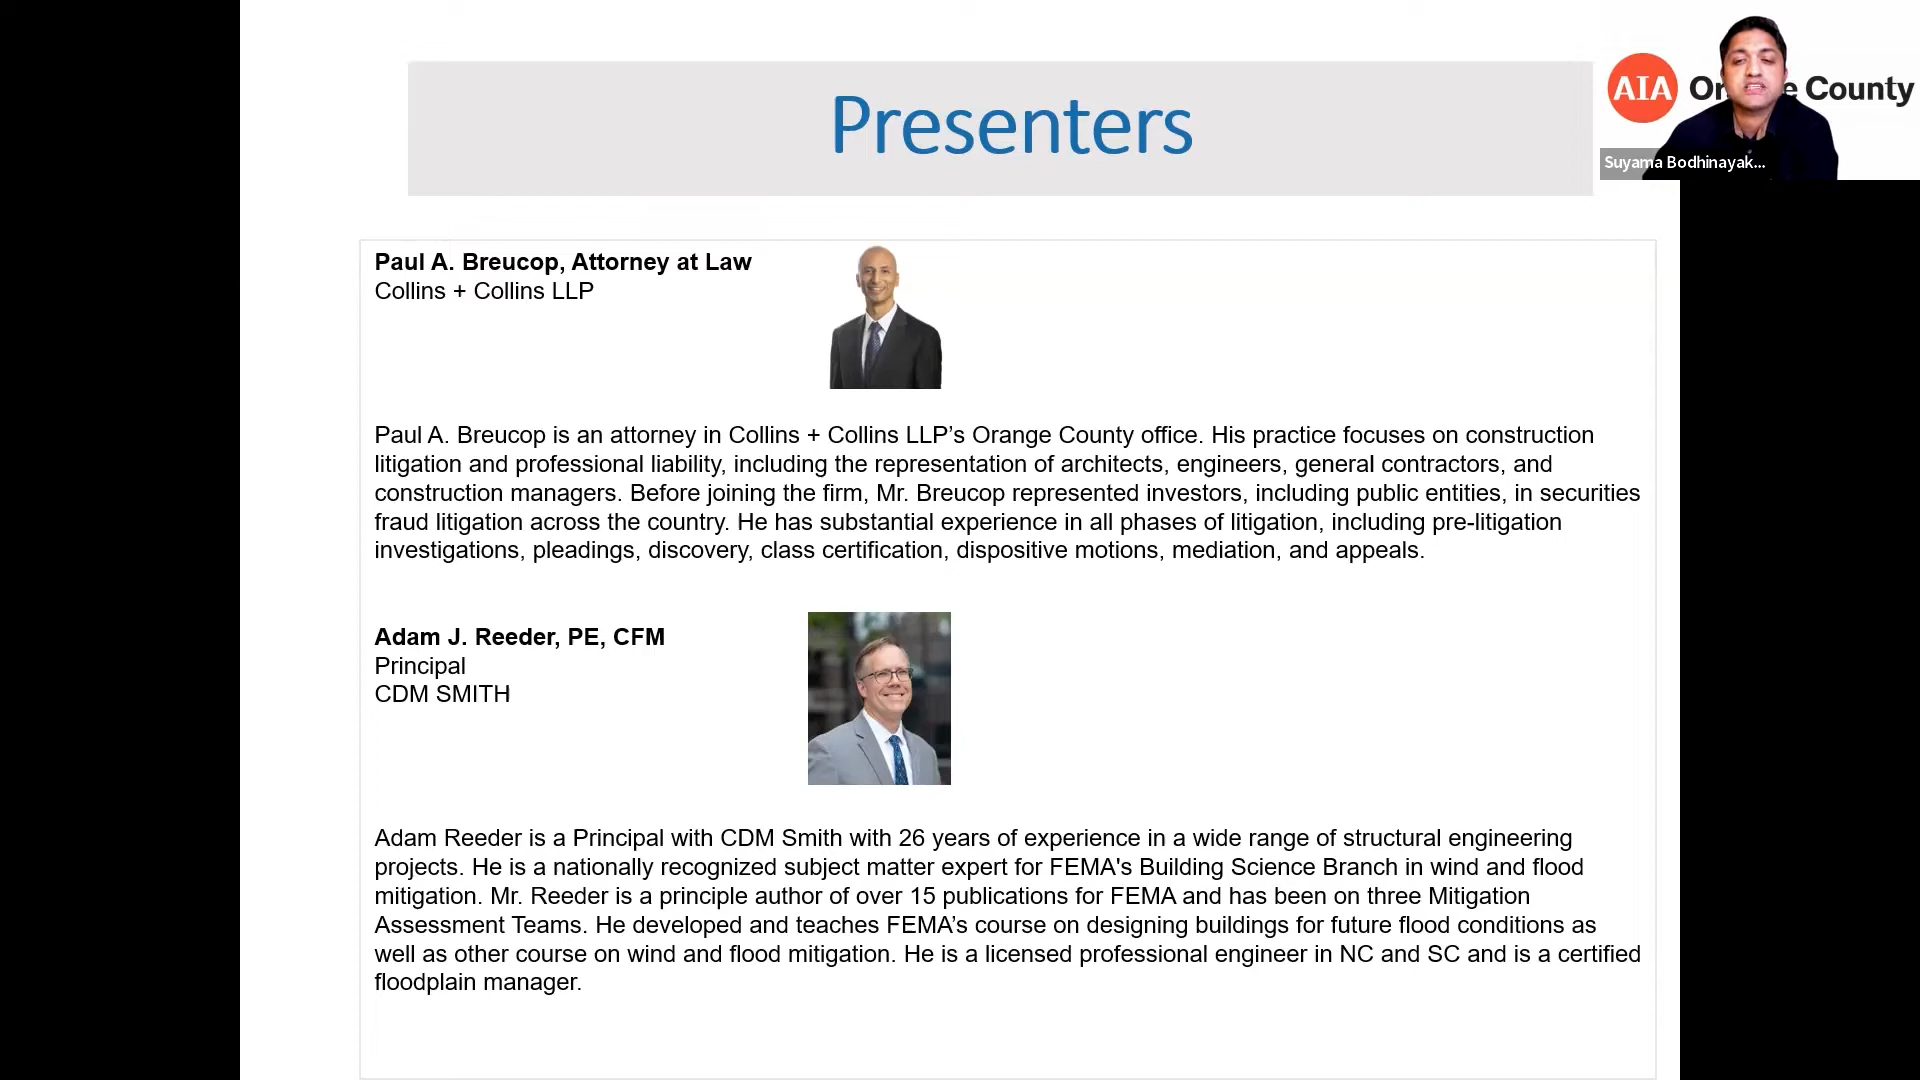 Presenters
AIA Or e County
Suyama Bodhinayak...
Paul A. Breucop, Attorney at Law
Collins + Collins LLP
Paul A. Breucop is an attorney in Collins + Collins LLP’s Orange County office. His practice focuses on construction
litigation and professional liability, including the representation of architects, engineers, general contractors, and
construction managers. Before joining the firm, Mr. Breucop represented investors, including public entities, in securities
fraud litigation across the country. He has substantial experience in all phases of litigation, including pre-litigation
investigations, pleadings, discovery, class certification, dispositive motions, mediation, and appeals.
Adam J. Reeder, PE, CFM
Principal
CDM SMITH
Adam Reeder is a Principal with CDM Smith with 26 years of experience in a wide range of structural engineering
projects. He is a nationally recognized subject matter expert for FEMA's Building Science Branch in wind and flood
mitigation. Mr. Reeder is a principle author of over 15 publications for FEMA and has been on three Mitigation
Assessment Teams. He developed and teaches FEMA’s course on designing buildings for future flood conditions as
well as other course on wind and flood mitigation. He is a licensed professional engineer in NC and SC and is a certified
floodplain manager.